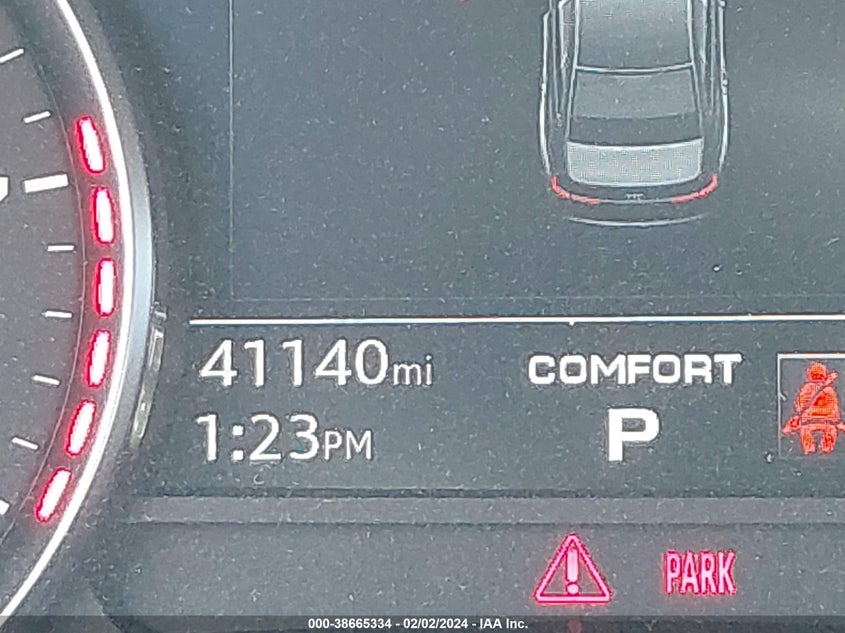 41140mi
COMFORT
1:23PM
P
PARK
000-38665334 - 02/02/2024 - IAA Inc.